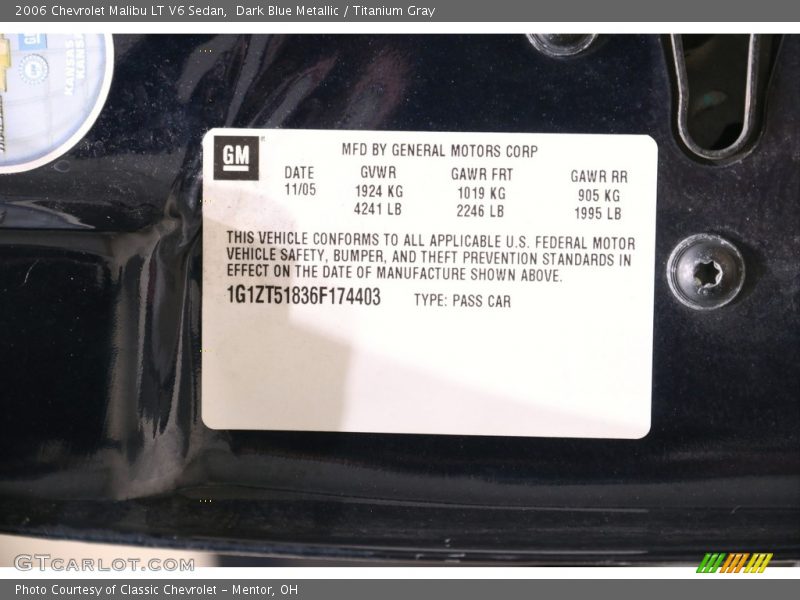 2006 Chevrolet Malibu LT V6 Sedan,  Dark Blue Metallic / Titanium Gray
KANSAS
GM
MFD BY GENERAL MOTORS CORP
DATE GVWR GAWR FRT GAWR RR
11/05 1924 KG 1019 KG 905 KG
4241 LB 2246 LB 1995 LB
THIS VEHICLE CONFORMS TO ALL APPLICABLE U.S. FEDERAL MOTOR
VEHICLE SAFETY, BUMPER, AND THEFT PREVENTION STANDARDS IN
EFFECT ON THE DATE OF MANUFACTURE SHOWN ABOVE.
1G1ZT51836F174403 TYPE: PASS CAR
GTCARLOT.COM
Photo Courtesy of Classic Chevrolet - Mentor, OH